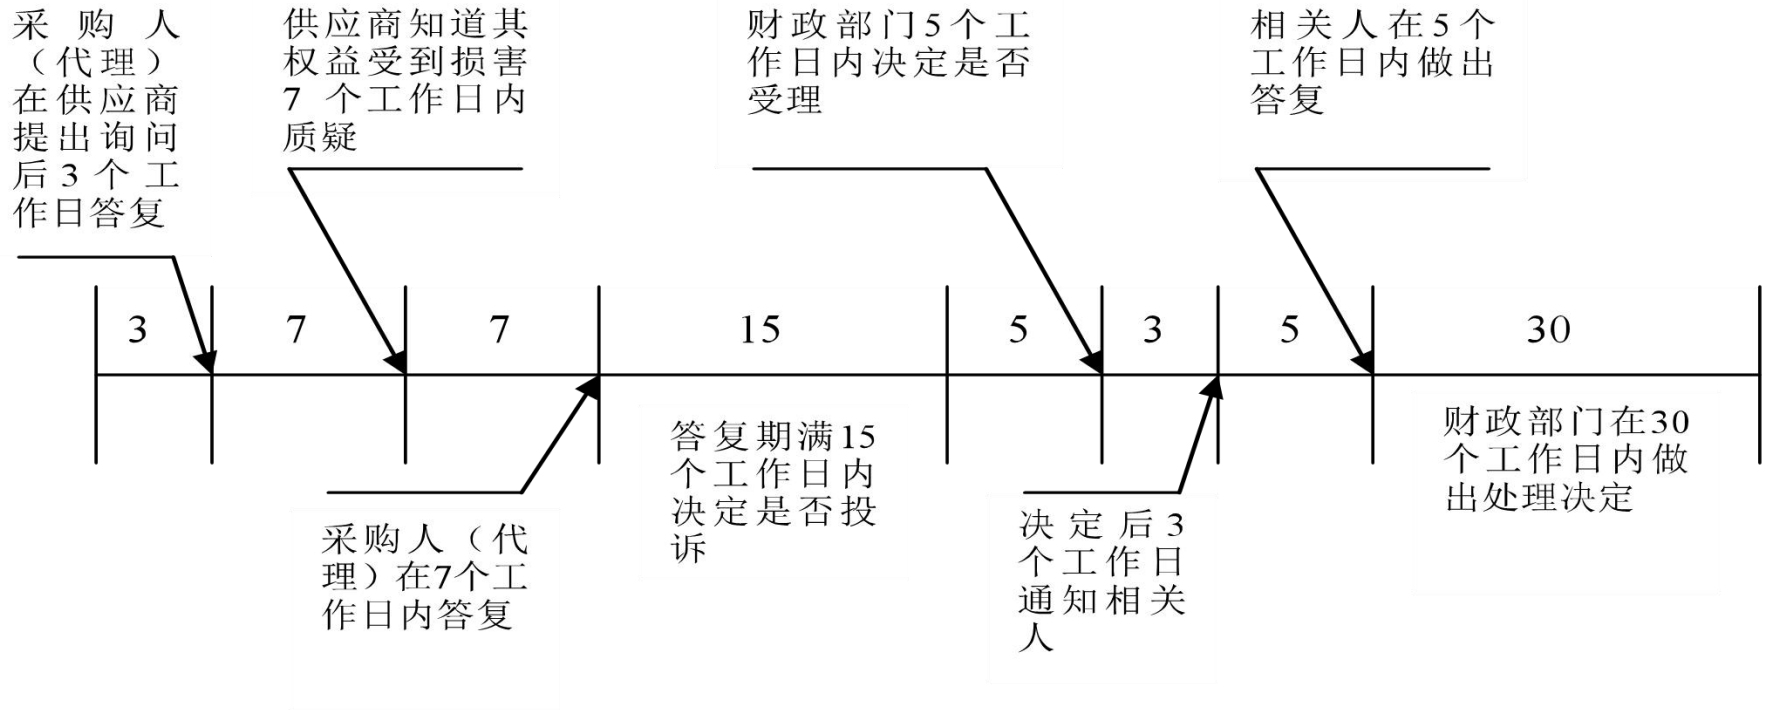 采购人
（代理）
在供应商
提出询问
后3个工
作日答复
供应商知道其
权益受到损害
7个工作日内
质疑
财政部门5个工
作日内决定是否
受理
相关人在5个
工作日内做出
答复
3
7
7
15
5
3
5
30
采购人（代
理）在7个工
作日内答复
答复期满15
个工作日内
决定是否投
诉
决定后3
个工作日
通知相关
人
财政部门在30
个工作日内做
出处理决定